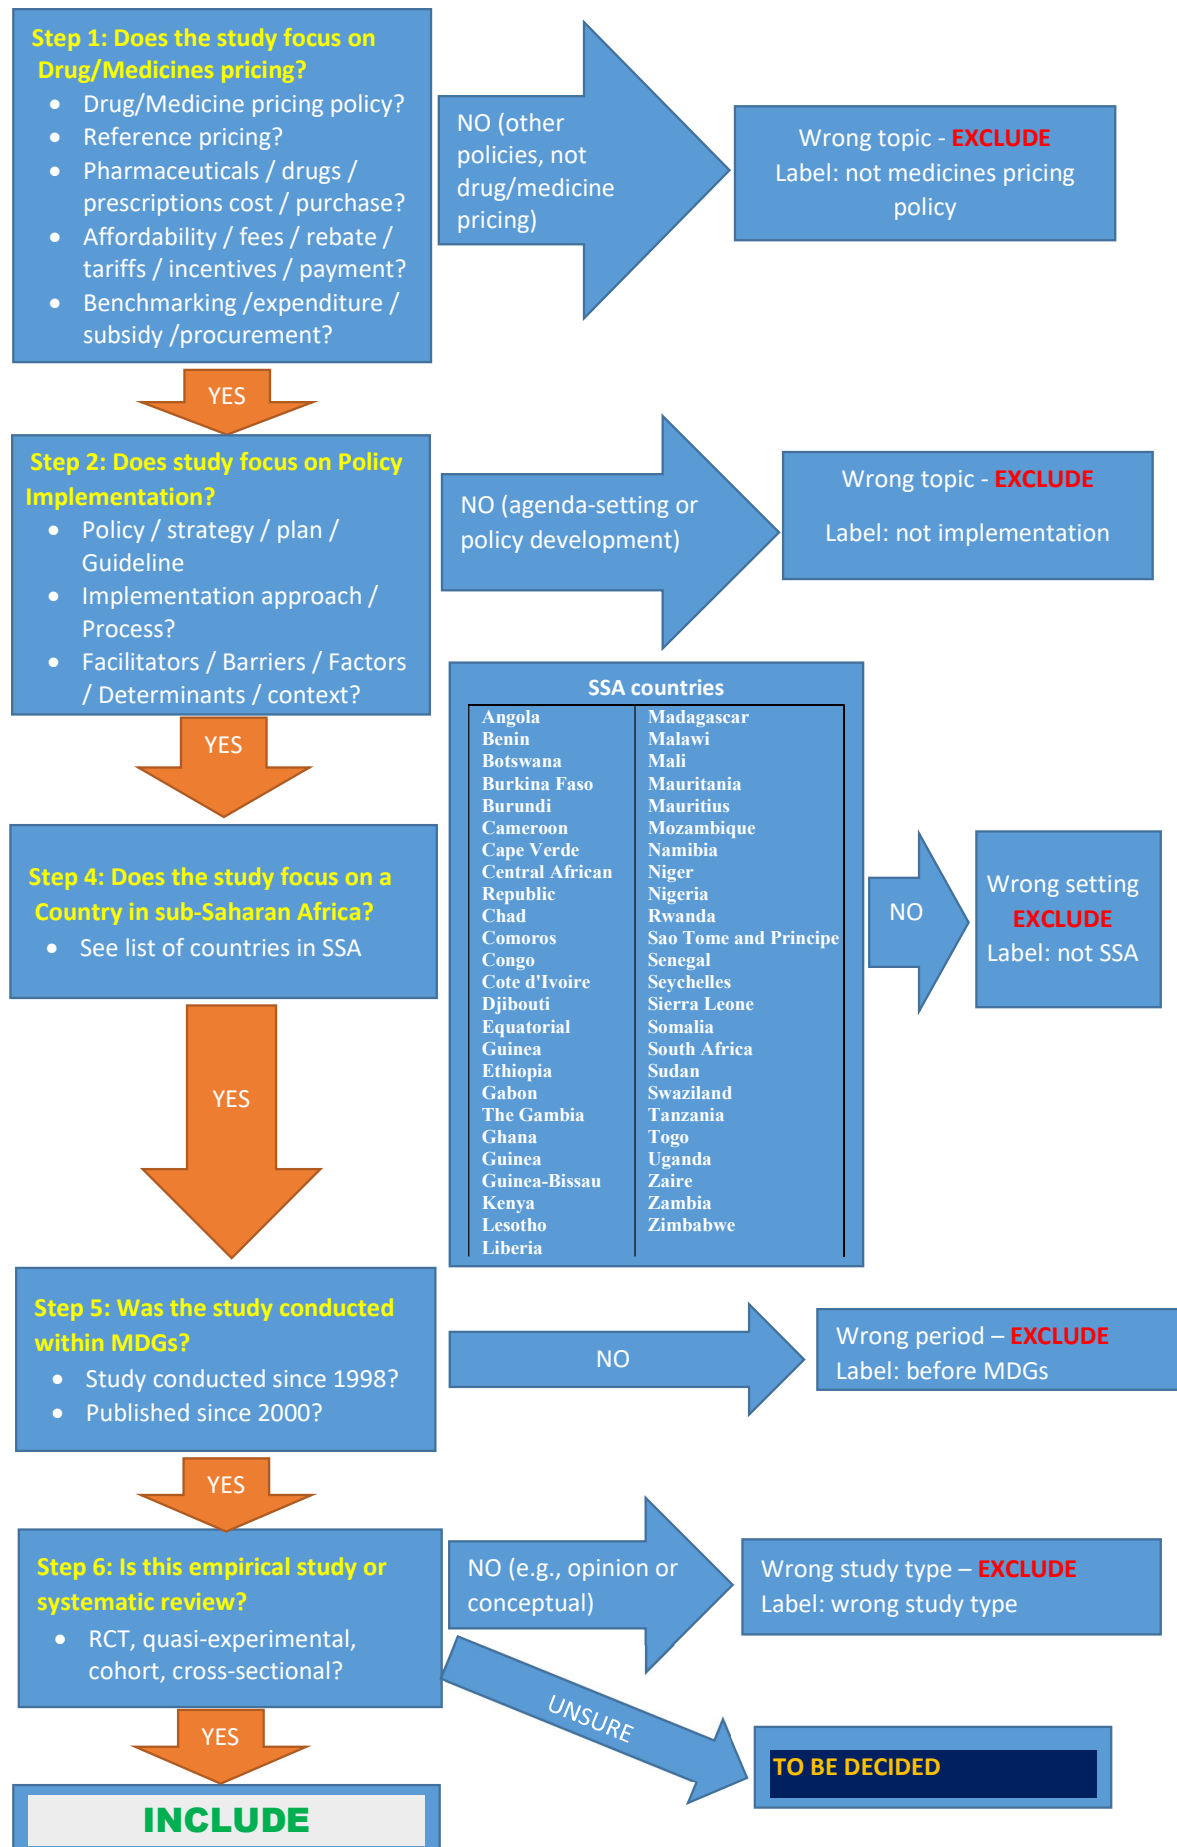 Step 1: Does the study focus on
Drug/Medicines pricing?
• Drug/Medicine pricing policy?
• Reference pricing?
• Pharmaceuticals / drugs /
prescriptions cost / purchase?
• Affordability / fees / rebate /
tariffs / incentives / payment?
• Benchmarking /expenditure /
subsidy /procurement?
NO (other
policies, not
drug/medicine
pricing)
Wrong topic - EXCLUDE
Label: not medicines pricing
policy
YES
Step 2: Does study focus on Policy
Implementation?
• Policy / strategy / plan /
Guideline
• Implementation approach /
Process?
• Facilitators / Barriers / Factors
/ Determinants / context?
NO (agenda-setting or
policy development)
Wrong topic - EXCLUDE
Label: not implementation
YES
Step 4: Does the study focus on a
Country in sub-Saharan Africa?
• See list of countries in SSA
SSA countries
Angola
Benin
Botswana
Burkina Faso
Burundi
Cameroon
Cape Verde
Central African
Republic
Chad
Comoros
Congo
Cote d'Ivoire
Djibouti
Equatorial
Guinea
Ethiopia
Gabon
The Gambia
Ghana
Guinea
Guinea-Bissau
Kenya
Lesotho
Liberia
Madagascar
Malawi
Mali
Mauritania
Mauritius
Mozambique
Namibia
Niger
Nigeria
Rwanda
Sao Tome and Principe
Senegal
Seychelles
Sierra Leone
Somalia
South Africa
Sudan
Swaziland
Tanzania
Togo
Uganda
Zaire
Zambia
Zimbabwe
NO
Wrong setting
EXCLUDE
Label: not SSA
YES
Step 5: Was the study conducted
within MDGs?
• Study conducted since 1998?
• Published since 2000?
NO
Wrong period – EXCLUDE
Label: before MDGs
YES
Step 6: Is this empirical study or
systematic review?
• RCT, quasi-experimental,
cohort, cross-sectional?
NO (e.g., opinion or
conceptual)
Wrong study type – EXCLUDE
Label: wrong study type
UNSURE
TO BE DECIDED
YES
INCLUDE